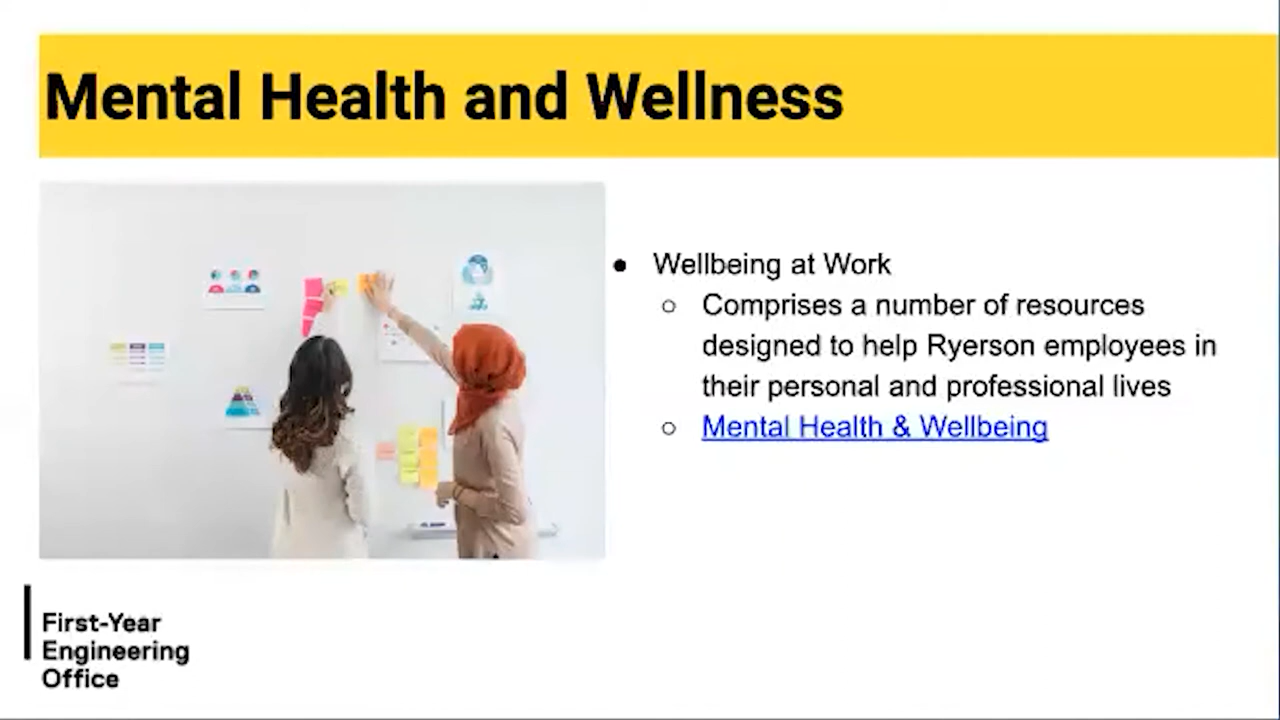 Mental Health and Wellness
● Wellbeing at Work
○ Comprises a number of resources
designed to help Ryerson employees in
their personal and professional lives
○ Mental Health & Wellbeing
First-Year
Engineering
Office